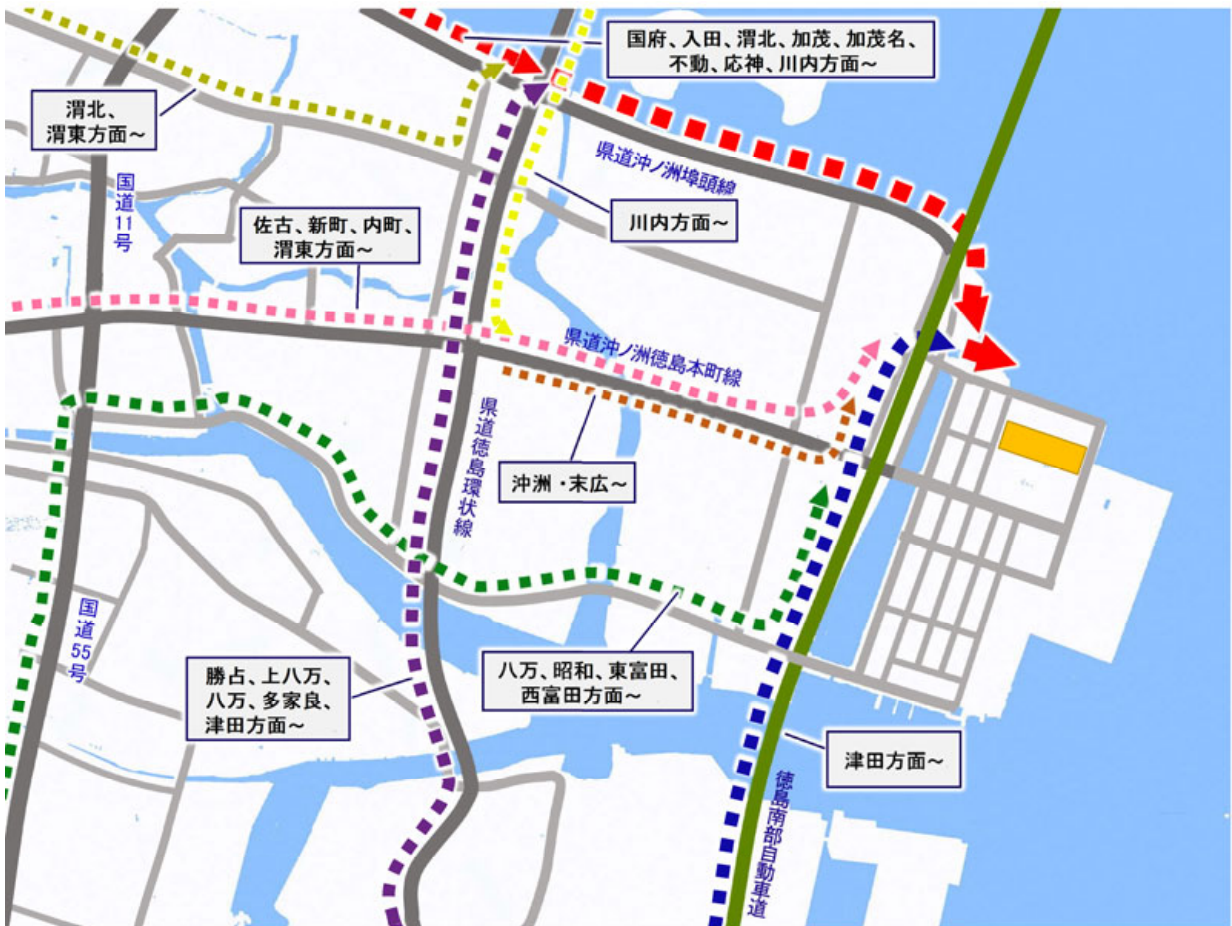 国府、入田、渭北、加茂、加茂名、
不動、応神、川内方面～
渭北、
渭東方面～
国道11号
県道沖ノ洲埠頭線
佐古、新町、内町、
渭東方面～
川内方面～
県道沖ノ洲徳島本町線
県道徳島環状線
沖洲・末広～
国道55号
勝占、上八万、
八万、多家良、
津田方面～
八万、昭和、東富田、
西富田方面～
津田方面～
徳島南部自動車道